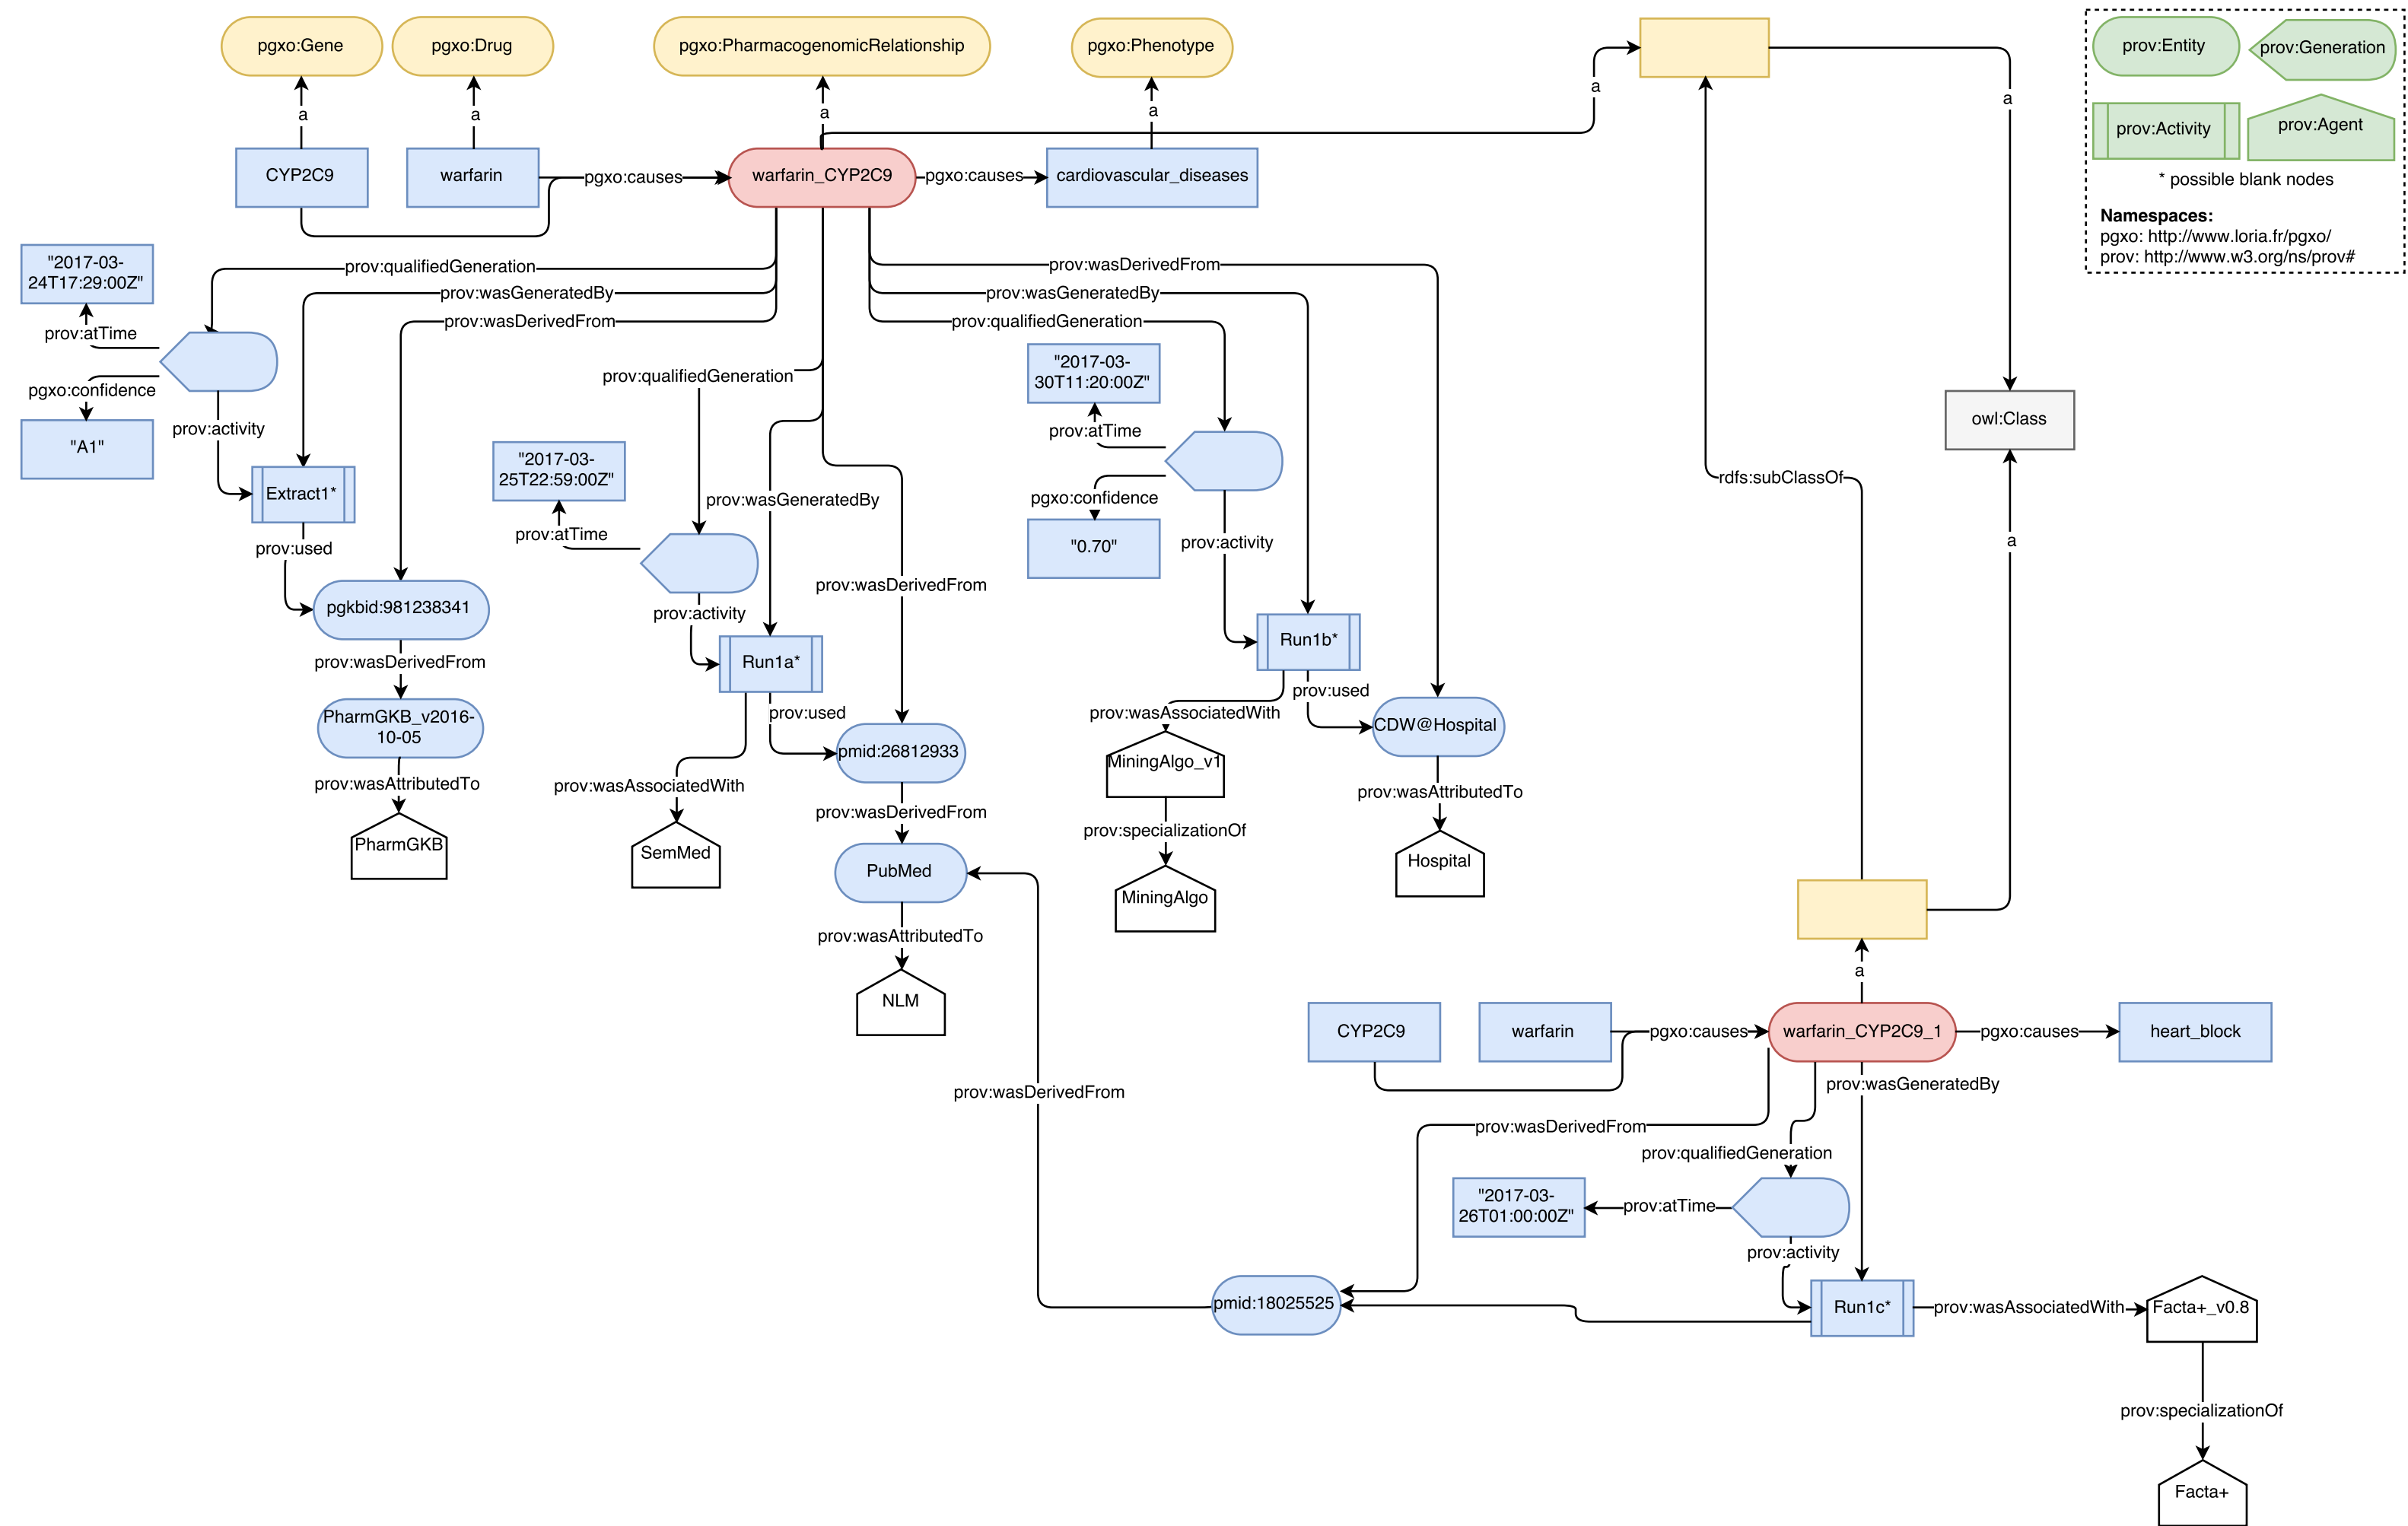 pgxo:Gene
pgxo:Drug
pgxo:PharmacogenomicRelationship
pgxo:Phenotype
prov:Entity
prov:Generation
prov:Activity
prov:Agent
* possible blank nodes
Namespaces:
pgxo: http://www.loria.fr/pgxo/
prov: http://www.w3.org/ns/prov#
a
a
a
a
a
a
CYP2C9
warfarin
pgxo:causes
warfarin_CYP2C9
pgxo:causes
cardiovascular_diseases
"2017-03-
24T17:29:00Z"
prov:qualifiedGeneration
prov:wasGeneratedBy
prov:wasDerivedFrom
prov:wasDerivedFrom
prov:wasGeneratedBy
prov:qualifiedGeneration
prov:atTime
pgxo:confidence
"A1"
prov:activity
Extract1*
prov:used
pgkbid:981238341
prov:wasDerivedFrom
PharmGKB_v2016-
10-05
prov:wasAttributedTo
PharmGKB
prov:qualifiedGeneration
"2017-03-
25T22:59:00Z"
prov:atTime
prov:wasGeneratedBy
prov:wasDerivedFrom
prov:activity
Run1a*
prov:used
prov:wasAssociatedWith
SemMed
pmid:26812933
prov:wasDerivedFrom
PubMed
prov:wasAttributedTo
NLM
"2017-03-
30T11:20:00Z"
prov:atTime
pgxo:confidence
"0.70"
prov:activity
Run1b*
prov:used
prov:wasAssociatedWith
MiningAlgo_v1
prov:specializationOf
MiningAlgo
CDW@Hospital
prov:wasAttributedTo
Hospital
owl:Class
rdfs:subClassOf
a
a
CYP2C9
warfarin
pgxo:causes
warfarin_CYP2C9_1
pgxo:causes
heart_block
prov:wasGeneratedBy
prov:wasDerivedFrom
prov:wasDerivedFrom
prov:qualifiedGeneration
"2017-03-
26T01:00:00Z"
prov:atTime
prov:activity
pmid:18025525
Run1c*
prov:wasAssociatedWith
Facta+_v0.8
prov:specializationOf
Facta+